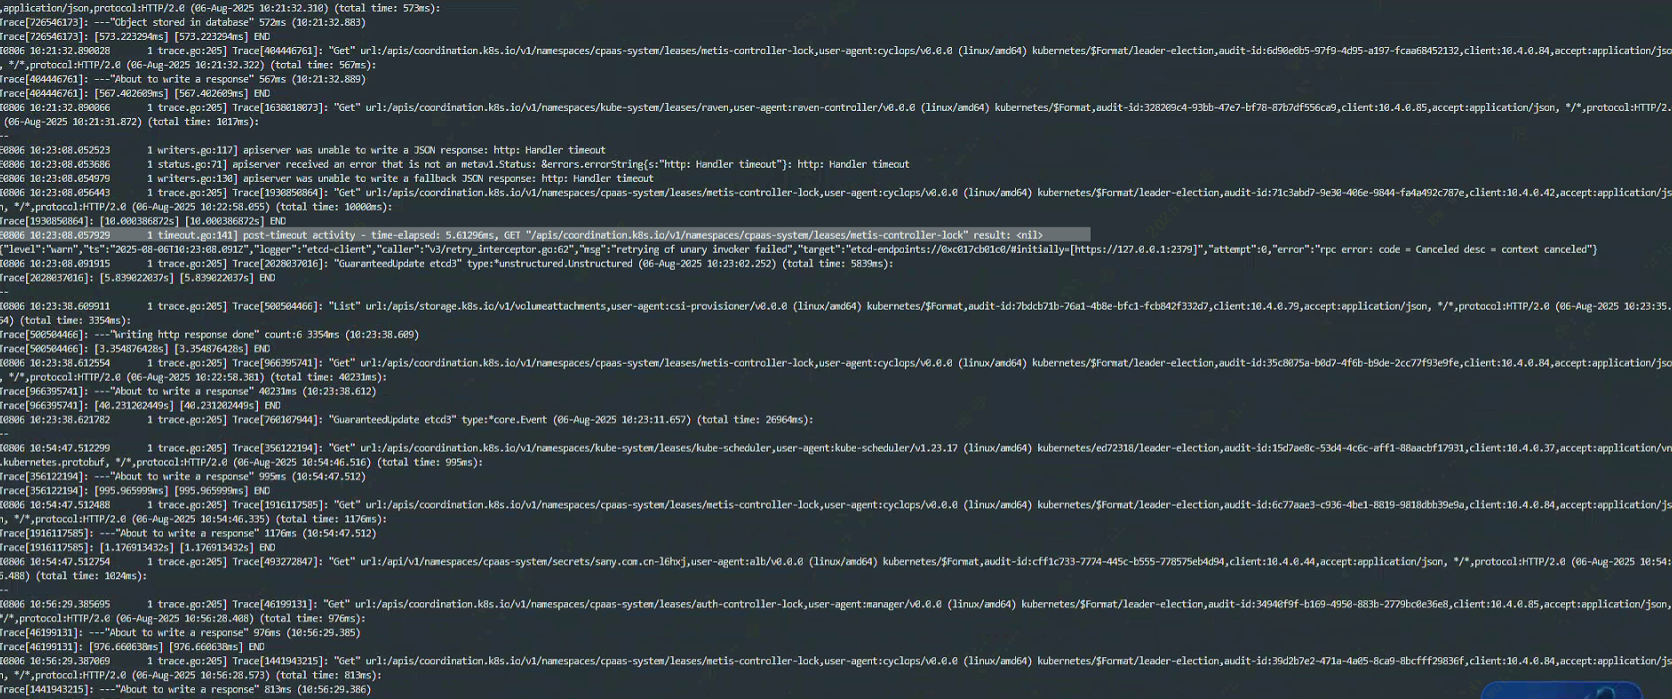 ,application/json,protocol:HTTP/2.0 (06-Aug-2025 10:21:32.310) (total time: 573ms):
Trace[726546173]: ---"Object stored in database" 572ms (10:21:32.883)
Trace[726546173]: [573.223294ms] [573.223294ms] END
I0806 10:21:32.890028 1 trace.go:205] Trace[404446761]: "Get" url:/apis/coordination.k8s.io/v1/namespaces/cpaas-system/leases/metis-controller-lock,user-agent:cyclops/v0.0.0 (linux/amd64) kubernetes/$Format/leader-election,audit-id:6d90e0b5-97f9-4d95-a197-fcaa68452132,client:10.4.0.84,accept:application/jso
, */*,protocol:HTTP/2.0 (06-Aug-2025 10:21:32.322) (total time: 567ms):
Trace[404446761]: ---"About to write a response" 567ms (10:21:32.889)
Trace[404446761]: [567.402609ms] [567.402609ms] END
I0806 10:21:32.890066 1 trace.go:205] Trace[1638018073]: "Get" url:/apis/coordination.k8s.io/v1/namespaces/kube-system/leases/raven,user-agent:raven-controller/v0.0.0 (linux/amd64) kubernetes/$Format,audit-id:328209c4-93bb-47e7-bf78-87b7df556ca9,client:10.4.0.85,accept:application/json, */*,protocol:HTTP/2.
(06-Aug-2025 10:21:31.872) (total time: 1017ms):
--
E0806 10:23:08.052523 1 writers.go:117] apiserver was unable to write a JSON response: http: Handler timeout
E0806 10:23:08.053686 1 status.go:71] apiserver received an error that is not an metav1.Status: &errors.errorString{s:"http: Handler timeout"}: http: Handler timeout
E0806 10:23:08.054979 1 writers.go:130] apiserver was unable to write a fallback JSON response: http: Handler timeout
I0806 10:23:08.056443 1 trace.go:205] Trace[1930850864]: "Get" url:/apis/coordination.k8s.io/v1/namespaces/cpaas-system/leases/metis-controller-lock,user-agent:cyclops/v0.0.0 (linux/amd64) kubernetes/$Format/leader-election,audit-id:71c3abd7-9e30-406e-9844-fa4a492c787e,client:10.4.0.42,accept:application/js
n, */*,protocol:HTTP/2.0 (06-Aug-2025 10:22:58.055) (total time: 10000ms):
Trace[1930850864]: [10.000386872s] [10.000386872s] END
E0806 10:23:08.057929 1 timeout.go:141] post-timeout activity - time-elapsed: 5.61296ms, GET "/apis/coordination.k8s.io/v1/namespaces/cpaas-system/leases/metis-controller-lock" result: <nil>
{"level":"warn","ts":"2025-08-06T10:23:08.091Z","logger":"etcd-client","caller":"v3/retry_interceptor.go:62","msg":"retrying of unary invoker failed","target":"etcd-endpoints://0xc017cb01c0/#initially=[https://127.0.0.1:2379]","attempt":0,"error":"rpc error: code = Canceled desc = context canceled"}
I0806 10:23:08.091915 1 trace.go:205] Trace[2028037016]: "GuaranteedUpdate etcd3" type:*unstructured.Unstructured (06-Aug-2025 10:23:02.252) (total time: 5839ms):
Trace[2028037016]: [5.839022037s] [5.839022037s] END
--
I0806 10:23:38.609911 1 trace.go:205] Trace[500504466]: "List" url:/apis/storage.k8s.io/v1/volumeattachments,user-agent:csi-provisioner/v0.0.0 (linux/amd64) kubernetes/$Format,audit-id:7bdcb71b-76a1-4b8e-bfc1-fcb842f332d7,client:10.4.0.79,accept:application/json, */*,protocol:HTTP/2.0 (06-Aug-2025 10:23:35.
54) (total time: 3354ms):
Trace[500504466]: ---"Writing http response done" count:6 3354ms (10:23:38.609)
Trace[500504466]: [3.354876428s] [3.354876428s] END
I0806 10:23:38.612554 1 trace.go:205] Trace[966395741]: "Get" url:/apis/coordination.k8s.io/v1/namespaces/cpaas-system/leases/metis-controller-lock,user-agent:cyclops/v0.0.0 (linux/amd64) kubernetes/$Format/leader-election,audit-id:35c8075a-b0d7-4f6b-b9de-2cc77f93e9fe,client:10.4.0.84,accept:application/jso
, */*,protocol:HTTP/2.0 (06-Aug-2025 10:22:58.381) (total time: 40231ms):
Trace[966395741]: ---"About to write a response" 40231ms (10:23:38.612)
Trace[966395741]: [40.231202449s] [40.231202449s] END
I0806 10:23:38.621782 1 trace.go:205] Trace[760107944]: "GuaranteedUpdate etcd3" type:*core.Event (06-Aug-2025 10:23:11.657) (total time: 26964ms):
--
I0806 10:54:47.512299 1 trace.go:205] Trace[356122194]: "Get" url:/apis/coordination.k8s.io/v1/namespaces/kube-system/leases/kube-scheduler,user-agent:kube-scheduler/v1.23.17 (linux/amd64) kubernetes/ed72318/leader-election,audit-id:15d7ae8c-53d4-4c6c-aff1-88aacbf17931,client:10.4.0.37,accept:application/vn
.kubernetes.protobuf, */*,protocol:HTTP/2.0 (06-Aug-2025 10:54:46.516) (total time: 995ms):
Trace[356122194]: ---"About to write a response" 995ms (10:54:47.512)
Trace[356122194]: [995.965999ms] [995.965999ms] END
I0806 10:54:47.512488 1 trace.go:205] Trace[1916117585]: "Get" url:/apis/coordination.k8s.io/v1/namespaces/cpaas-system/leases/metis-controller-lock,user-agent:cyclops/v0.0.0 (linux/amd64) kubernetes/$Format/leader-election,audit-id:6c77aae3-c936-4be1-8819-9818dbb39e9a,client:10.4.0.84,accept:application/js
n, */*,protocol:HTTP/2.0 (06-Aug-2025 10:54:46.335) (total time: 1176ms):
Trace[1916117585]: ---"About to write a response" 1176ms (10:54:47.512)
Trace[1916117585]: [1.176913432s] [1.176913432s] END
I0806 10:54:47.512754 1 trace.go:205] Trace[493272847]: "Get" url:/api/v1/namespaces/cpaas-system/secrets/sany.com.cn-l6hxj,user-agent:alb/v0.0.0 (linux/amd64) kubernetes/$Format,audit-id:cff1c733-7774-445c-b555-778575eb4d94,client:10.4.0.44,accept:application/json, */*,protocol:HTTP/2.0 (06-Aug-2025 10:54:
6.488) (total time: 1024ms):
--
I0806 10:56:29.385695 1 trace.go:205] Trace[46199131]: "Get" url:/apis/coordination.k8s.io/v1/namespaces/cpaas-system/leases/auth-controller-lock,user-agent:manager/v0.0.0 (linux/amd64) kubernetes/$Format/leader-election,audit-id:34940f9f-b169-4950-883b-2779bc0e36e8,client:10.4.0.85,accept:application/json,
*/*,protocol:HTTP/2.0 (06-Aug-2025 10:56:28.408) (total time: 976ms):
Trace[46199131]: ---"About to write a response" 976ms (10:56:29.385)
Trace[46199131]: [976.660638ms] [976.660638ms] END
I0806 10:56:29.387069 1 trace.go:205] Trace[1441943215]: "Get" url:/apis/coordination.k8s.io/v1/namespaces/cpaas-system/leases/metis-controller-lock,user-agent:cyclops/v0.0.0 (linux/amd64) kubernetes/$Format/leader-election,audit-id:39d2b7e2-471a-4a05-8ca9-8bcfff29836f,client:10.4.0.84,accept:application/js
n, */*,protocol:HTTP/2.0 (06-Aug-2025 10:56:28.573) (total time: 813ms):
Trace[1441943215]: ---"About to write a response" 813ms (10:56:29.386)